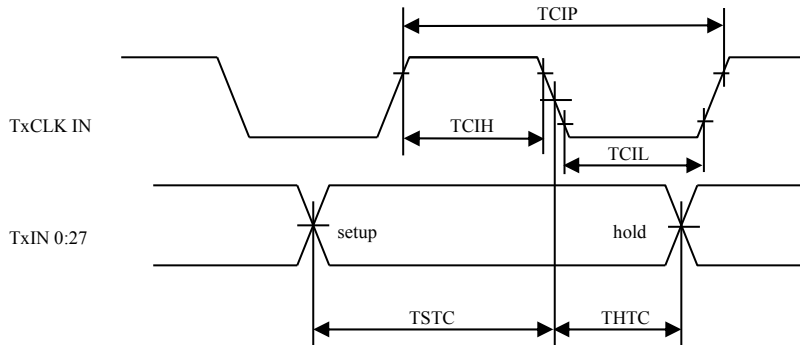 TCIP
TxCLK IN
TCIH
TCIL
TxIN 0:27
setup
hold
TSTC
THTC